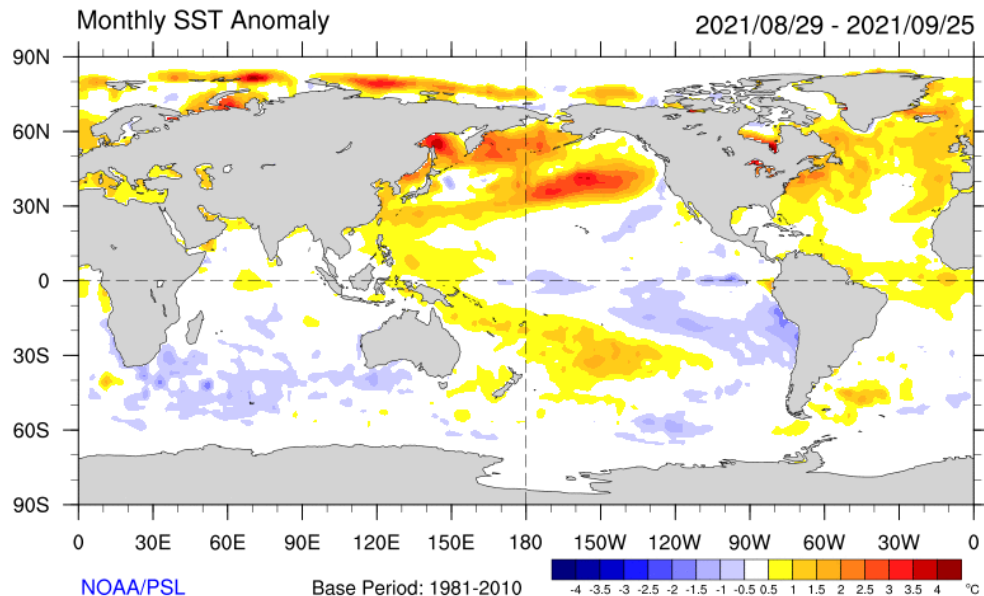 Monthly SST Anomaly 2021/08/29 - 2021/09/25
90N
60N
30N
0
30S
60S
90S
0 30E 60E 90E 120E 150E 180 150W 120W 90W 60W 30W 0
NOAA/PSL Base Period: 1981-2010
-4 -3.5 -3 -2.5 -2 -1.5 -1 -0.5 0.5 1 1.5 2 2.5 3 3.5 4 °C